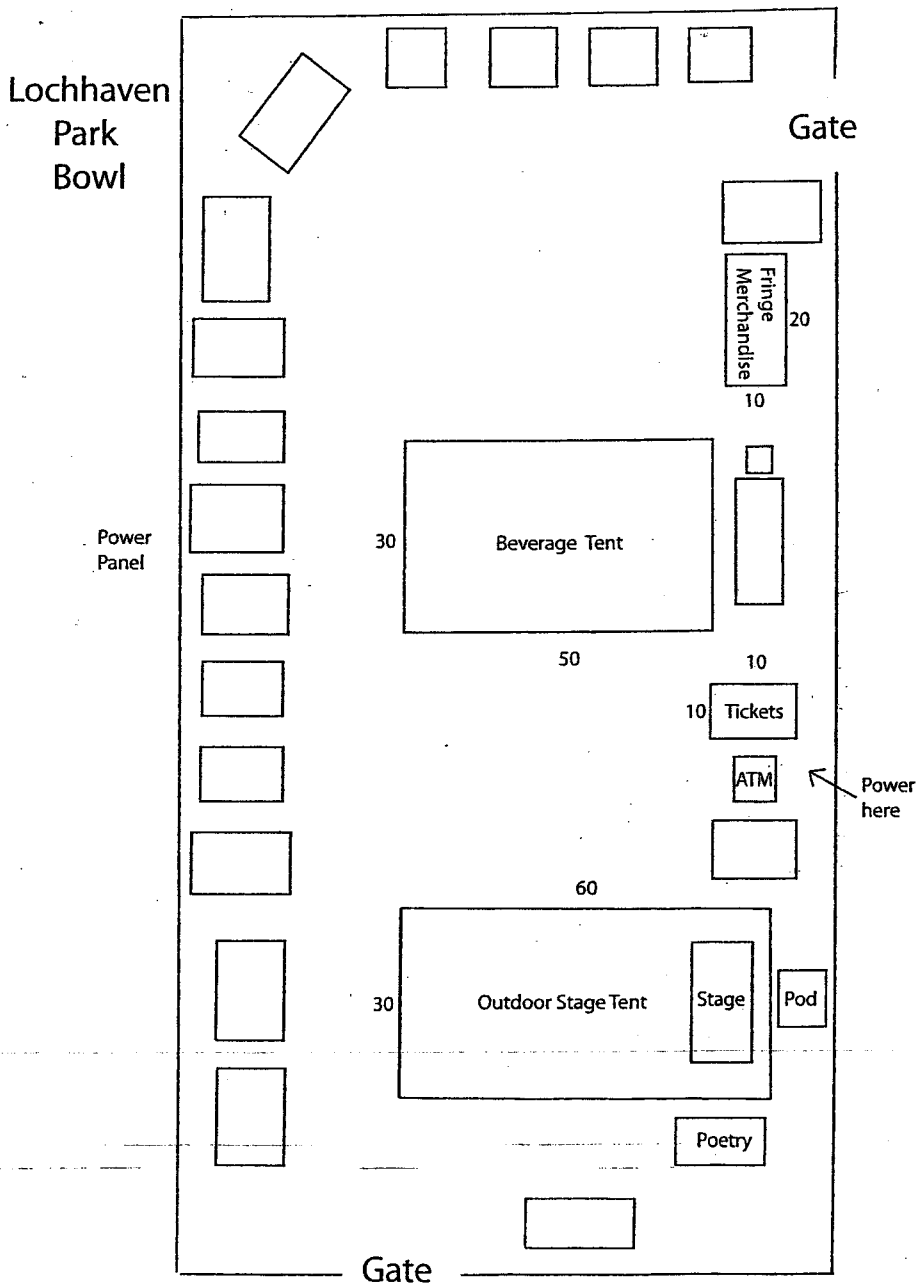 Lochhaven
Park
Bowl
Gate
Fringe
Merchandise
20
10
Power
Panel
30
Beverage Tent
50
10
10
Tickets
ATM
Power
here
60
30
Outdoor Stage Tent
Stage
Pod
Poetry
Gate